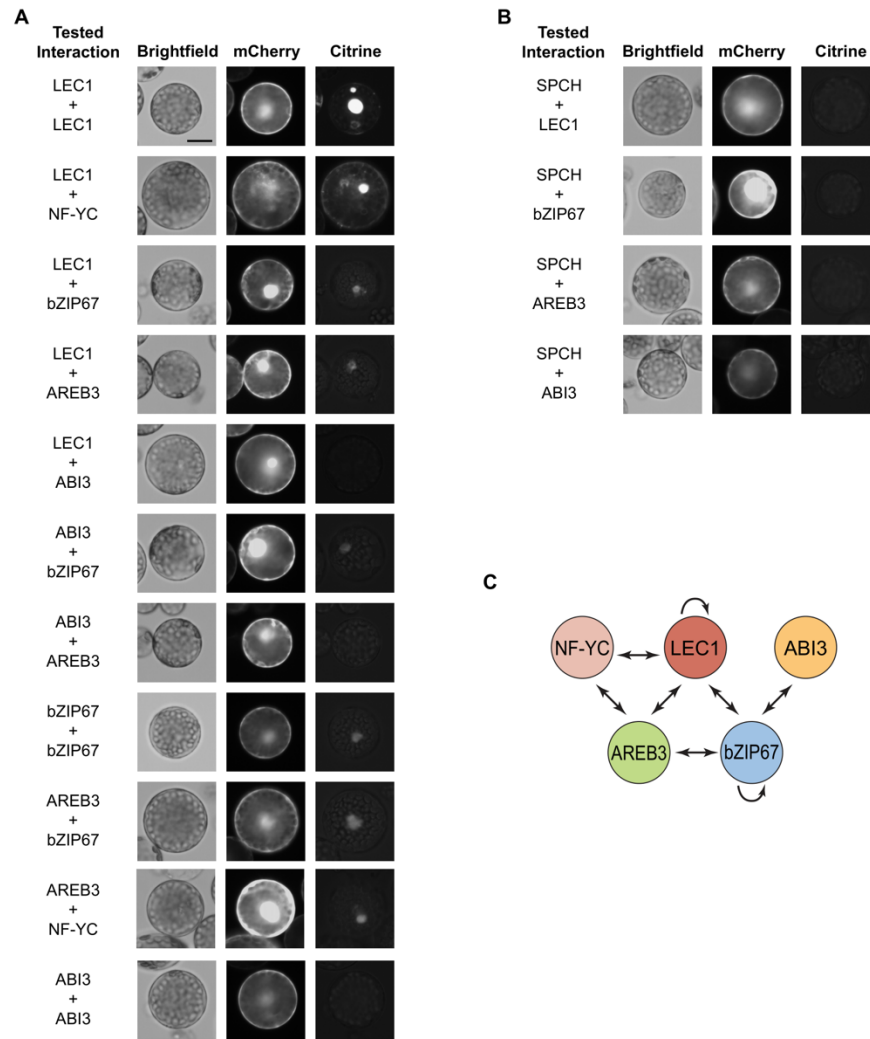 A
Tested
Interaction
Brightfield
mCherry
Citrine
LEC1
+
LEC1
LEC1
+
NF-YC
LEC1
+
bZIP67
LEC1
+
AREB3
LEC1
+
ABI3
ABI3
+
bZIP67
ABI3
+
AREB3
bZIP67
+
bZIP67
AREB3
+
bZIP67
AREB3
+
NF-YC
ABI3
+
ABI3
B
Tested
Interaction
Brightfield
mCherry
Citrine
SPCH
+
LEC1
SPCH
+
bZIP67
SPCH
+
AREB3
SPCH
+
ABI3
C
NF-YC
LEC1
ABI3
AREB3
bZIP67